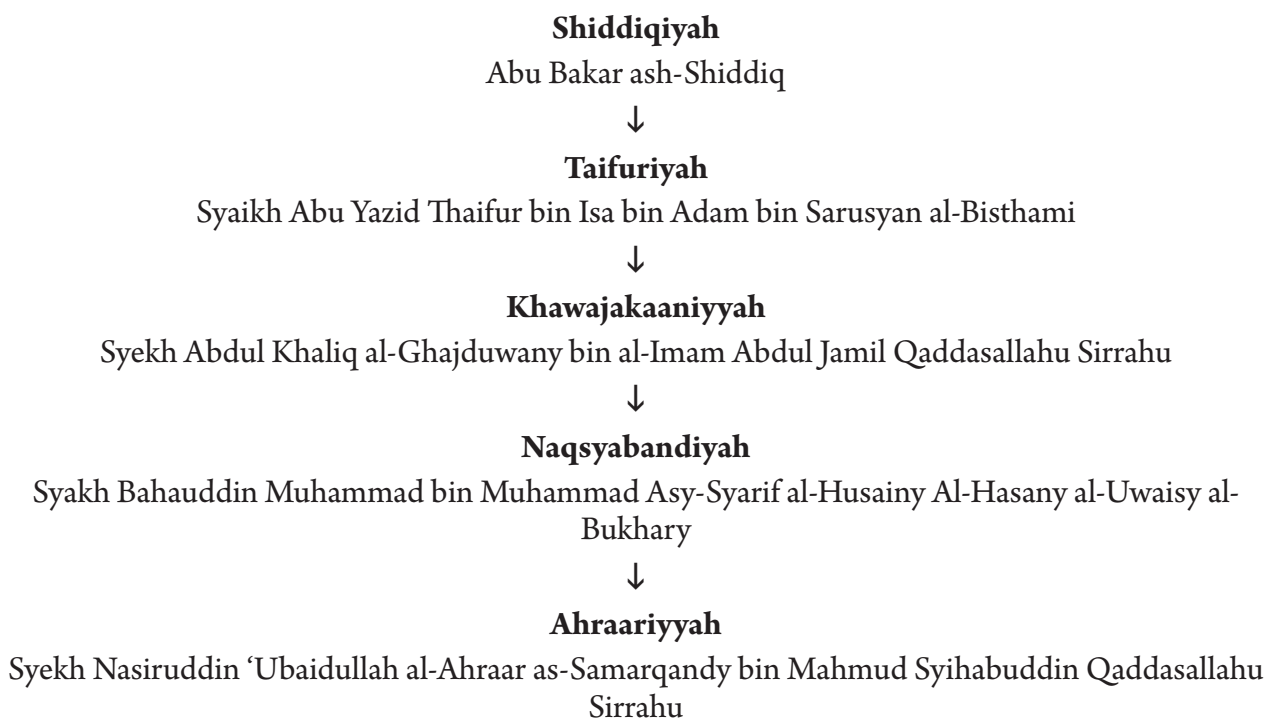 Shiddiqiyah
Abu Bakar ash-Shiddiq
↓
Taifuriyah
Syaikh Abu Yazid Thaifur bin Isa bin Adam bin Sarusyan al-Bisthami
↓
Khawajakaaniyyah
Syekh Abdul Khaliq al-Ghajduwany bin al-Imam Abdul Jamil Qaddasallahu Sirrahu
↓
Naqsyabandiyah
Syakh Bahauddin Muhammad bin Muhammad Asy-Syarif al-Husainy Al-Hasany al-Uwaisy al-
Bukhary
↓
Ahraariyyah
Syekh Nasiruddin ‘Ubaidullah al-Ahraar as-Samarqandy bin Mahmud Syihabuddin Qaddasallahu
Sirrahu